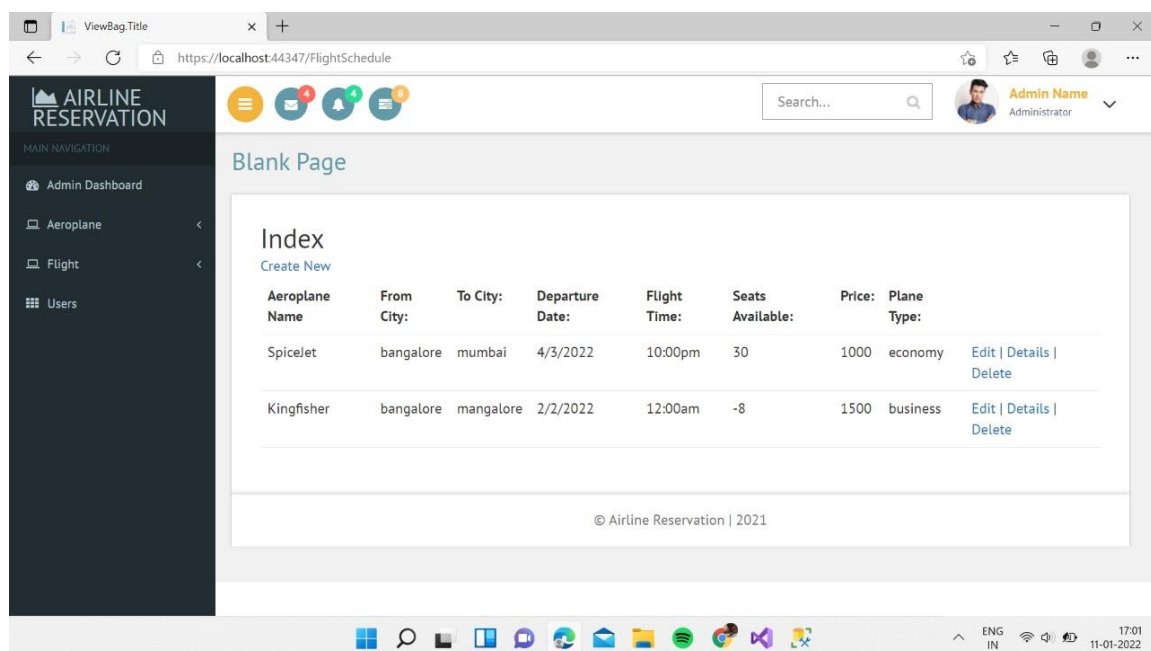 ViewBag.Title
https://localhost:44347/FlightSchedule
AIRLINE
RESERVATION
4
4
8
Search...
Admin Name
Administrator
MAIN NAVIGATION
Blank Page
Admin Dashboard
Aeroplane
Flight
Users
Index
Create New
Aeroplane Name From City: To City: Departure Date: Flight Time: Seats Available: Price: Plane Type:
SpiceJet bangalore mumbai 4/3/2022 10:00pm 30 1000 economy Edit | Details |
Delete
Kingfisher bangalore mangalore 2/2/2022 12:00am -8 1500 business Edit | Details |
Delete
© Airline Reservation | 2021
ENG
IN
17:01
11-01-2022